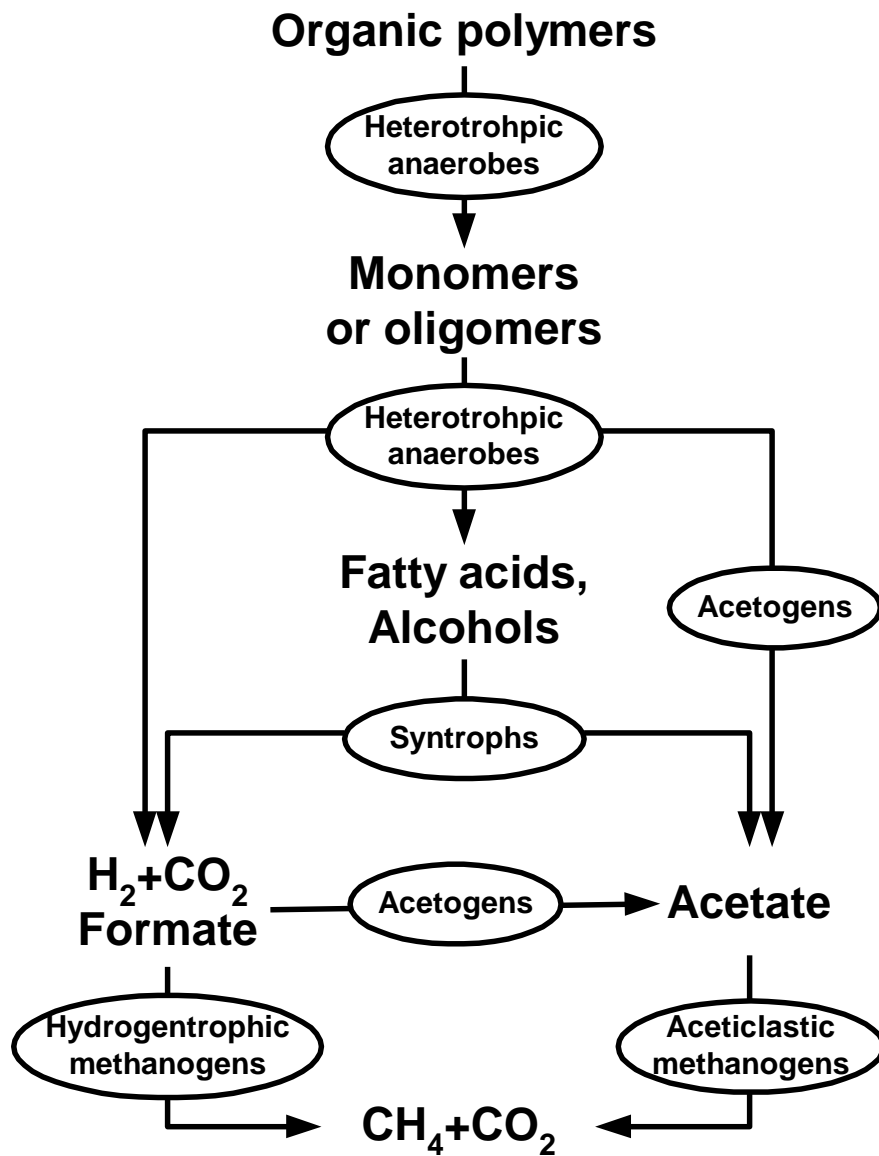 Organic polymers
Heterotrohpic
anaerobes
Monomers
or oligomers
Heterotrohpic
anaerobes
Fatty acids,
Alcohols
Acetogens
Syntrophs
H₂+CO₂
Formate
Acetogens
Acetate
Hydrogentrophic
methanogens
Aceticlastic
methanogens
CH₄+CO₂